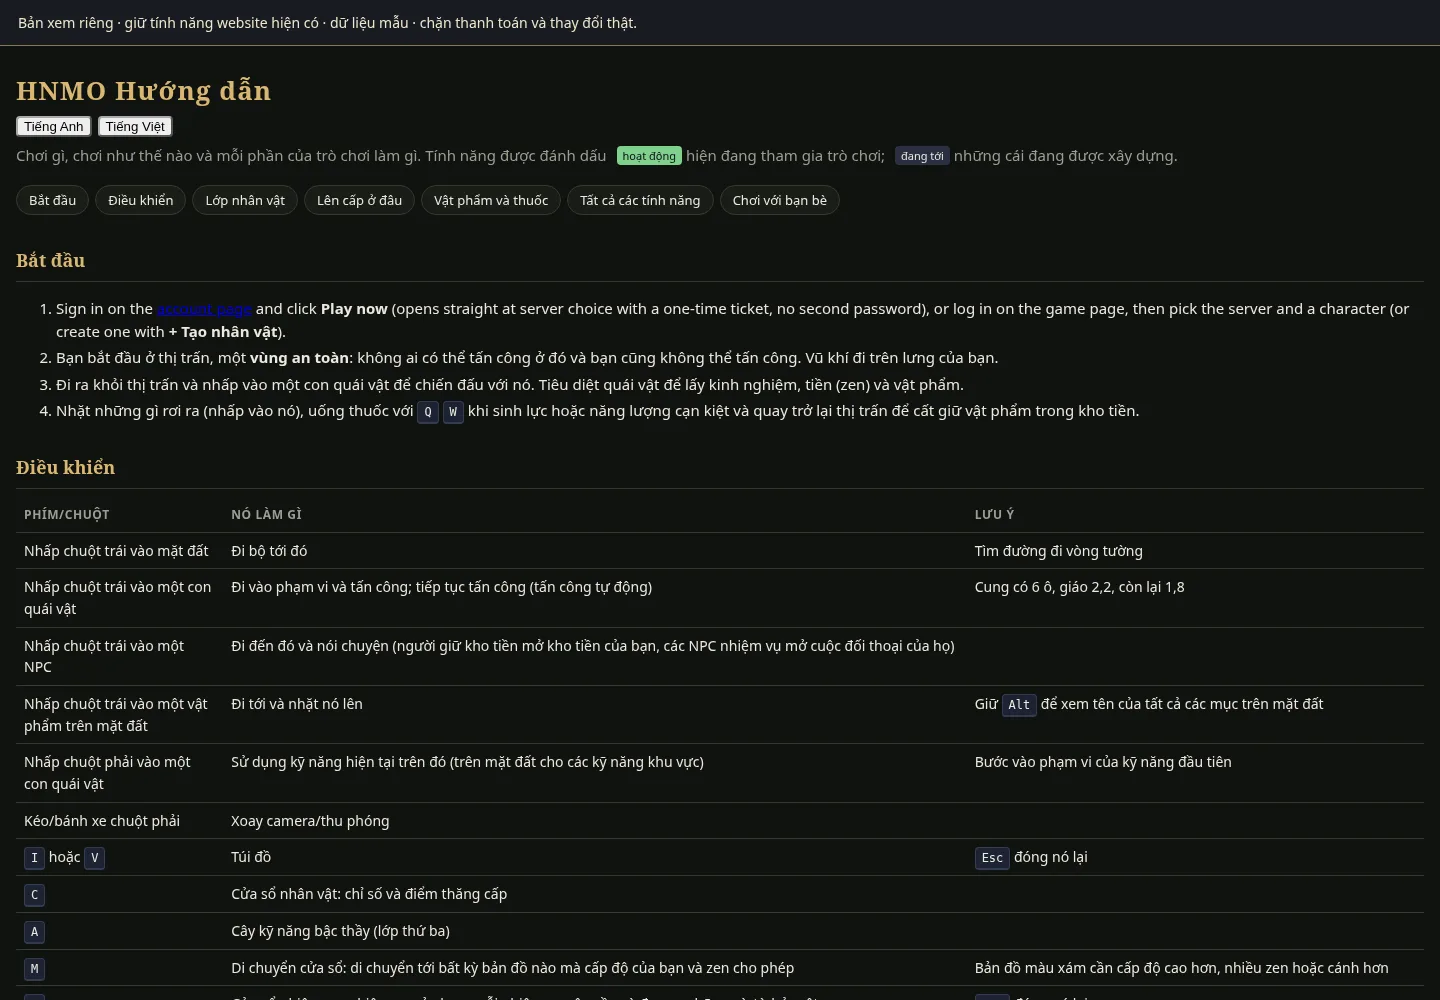 Bản xem riêng · giữ tính năng website hiện có · dữ liệu mẫu · chặn thanh toán và thay đổi thật.
HNMO Hướng dẫn
Tiếng Anh Tiếng Việt
Chơi gì, chơi như thế nào và mỗi phần của trò chơi làm gì. Tính năng được đánh dấu hoạt động hiện đang tham gia trò chơi; đang tới những cái đang được xây dựng.
Bắt đầu Điều khiển Lớp nhân vật Lên cấp ở đâu Vật phẩm và thuốc Tất cả các tính năng Chơi với bạn bè
Bắt đầu
1. Sign in on the account page and click Play now (opens straight at server choice with a one-time ticket, no second password), or log in on the game page, then pick the server and a character (or
create one with + Tạo nhân vật).
2. Bạn bắt đầu ở thị trấn, một vùng an toàn: không ai có thể tấn công ở đó và bạn cũng không thể tấn công. Vũ khí đi trên lưng của bạn.
3. Đi ra khỏi thị trấn và nhấp vào một con quái vật để chiến đấu với nó. Tiêu diệt quái vật để lấy kinh nghiệm, tiền (zen) và vật phẩm.
4. Nhặt những gì rơi ra (nhấp vào nó), uống thuốc với Q W khi sinh lực hoặc năng lượng cạn kiệt và quay trở lại thị trấn để cất giữ vật phẩm trong kho tiền.
Điều khiển
PHÍM/CHUỘT NÓ LÀM GÌ LƯU Ý
Nhấp chuột trái vào mặt đất Đi bộ tới đó Tìm đường đi vòng tường
Nhấp chuột trái vào một con Đi vào phạm vi và tấn công; tiếp tục tấn công (tấn công tự động) Cung có 6 ô, giáo 2,2, còn lại 1,8
quái vật
Nhấp chuột trái vào một Đi đến đó và nói chuyện (người giữ kho tiền mở kho tiền của bạn, các NPC nhiệm vụ mở cuộc đối thoại của họ)
NPC
Nhấp chuột trái vào một vật Đi tới và nhặt nó lên Giữ Alt để xem tên của tất cả các mục trên mặt đất
phẩm trên mặt đất
Nhấp chuột phải vào một Sử dụng kỹ năng hiện tại trên đó (trên mặt đất cho các kỹ năng khu vực) Bước vào phạm vi của kỹ năng đầu tiên
con quái vật
Kéo/bánh xe chuột phải Xoay camera/thu phóng
I hoặc V Túi đồ Esc đóng nó lại
C Cửa sổ nhân vật: chỉ số và điểm thăng cấp
A Cây kỹ năng bậc thầy (lớp thứ ba)
M Di chuyển cửa sổ: di chuyển tới bất kỳ bản đồ nào mà cấp độ của bạn và zen cho phép Bản đồ màu xám cần cấp độ cao hơn, nhiều zen hoặc cánh hơn